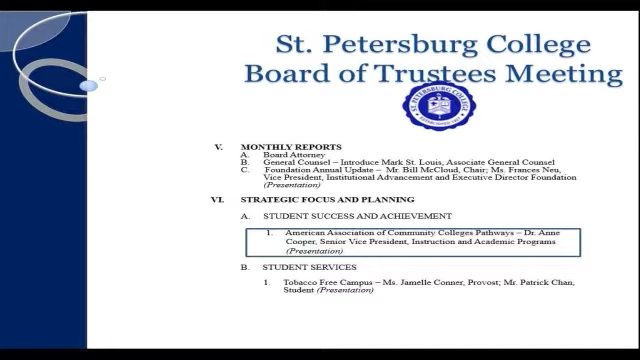 St. Petersburg College
Board of Trustees Meeting
ST. PETERSBURG COLLEGE
V. MONTHLY REPORTS
A. Board Attorney
B. General Counsel – Introduce Mark St. Louis, Associate General Counsel
C. Foundation Annual Update – Mr. Bill McCloud, Chair; Ms. Frances Neu,
Vice President, Institutional Advancement and Executive Director Foundation
(Presentation)
VI. STRATEGIC FOCUS AND PLANNING
A. STUDENT SUCCESS AND ACHIEVEMENT
1. American Association of Community Colleges Pathways – Dr. Anne
Cooper, Senior Vice President, Instruction and Academic Programs
(Presentation)
B. STUDENT SERVICES
1. Tobacco Free Campus – Ms. Jamelle Conner, Provost; Mr. Patrick Chan,
Student (Presentation)